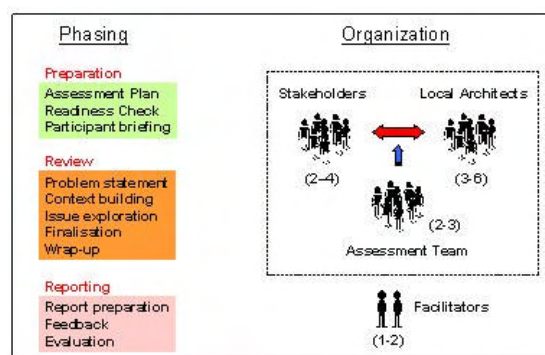 Phasing
Preparation
Assessment Plan
Readiness Check
Participant briefing
Review
Problem statement
Context building
Issue exploration
Finalisation
Wrap-up
Reporting
Report preparation
Feedback
Evaluation
Organization
Stakeholders
Local Architects
(2-4)
(3-6)
(2-3)
Assessment Team
Facilitators
(1-2)